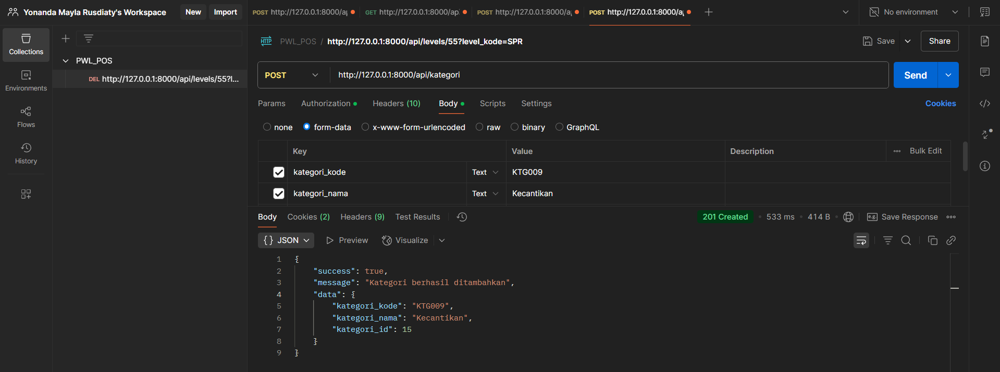 Yonanda Mayla Rusdiaty's Workspace New Import POST http://127.0.0.1:8000/a GET http://127.0.0.1:8000/ap POST http://127.0.0.1:8000/a POST http://127.0.0.1:8000/a No environment
Collections
Environments
Flows
History
PWL_POS
DEL http://127.0.0.1:8000/api/levels/55?l...
HTTP PWL_POS / http://127.0.0.1:8000/api/levels/55?level_kode=SPR Save Share
POST http://127.0.0.1:8000/api/kategori Send
Params Authorization Headers (10) Body Scripts Settings Cookies
none form-data x-www-form-urlencoded raw binary GraphQL
Key Value Description Bulk Edit
kategori_kode Text KTG009
kategori_nama Text Kecantikan
Body Cookies (2) Headers (9) Test Results 201 Created 533 ms 414 B e.g. Save Response
{} JSON Preview Visualize
1 {
2 "success": true,
3 "message": "Kategori berhasil ditambahkan",
4 "data": {
5 "kategori_kode": "KTG009",
6 "kategori_nama": "Kecantikan",
7 "kategori_id": 15
8 }
9 }